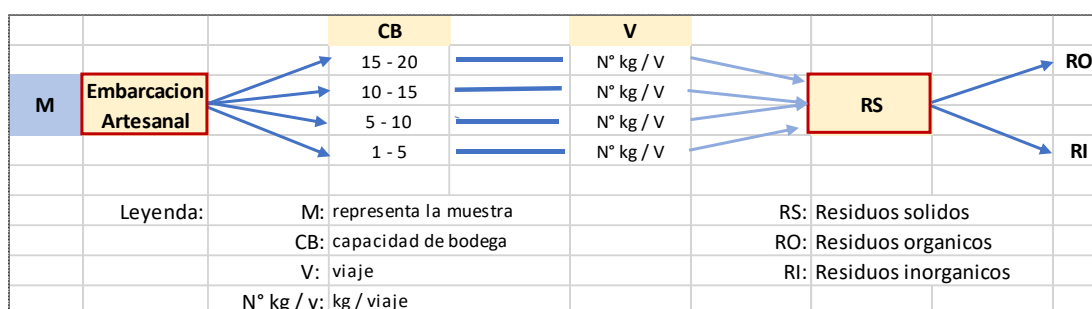 CB V
15 - 20 N° kg / V RO
M Embarcacion Artesanal 10 - 15 N° kg / V RS
5 - 10 N° kg / V
1 - 5 N° kg / V RI
Leyenda: M: representa la muestra RS: Residuos solidos
CB: capacidad de bodega RO: Residuos organicos
V: viaje RI: Residuos inorganicos
N° kg / v: kg / viaje